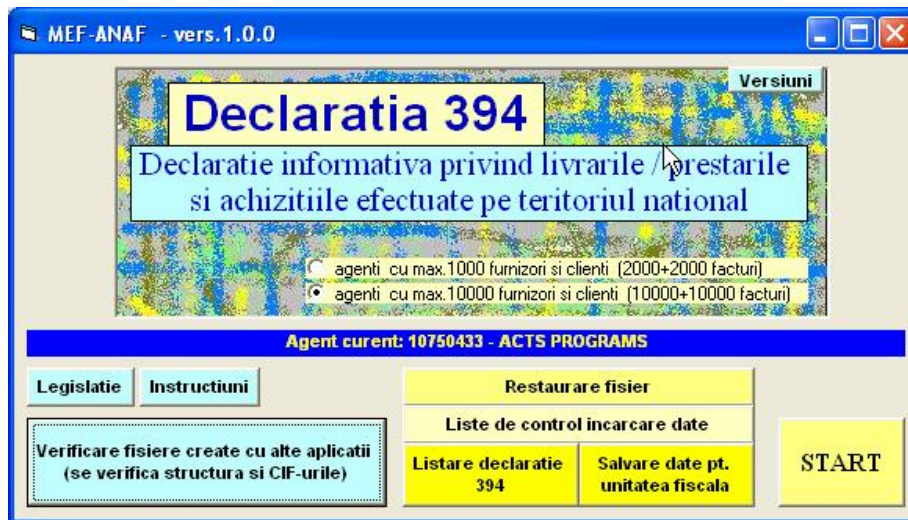 MEF-ANAF - vers.1.0.0
Versiuni
Declaratia 394
Declaratie informativa privind livrarile / prestarile
si achizitiile efectuate pe teritoriul national
agenti cu max.1000 furnizori si clienti (2000+2000 facturi)
agenti cu max.10000 furnizori si clienti (10000+10000 facturi)
Agent curent: 10750433 - ACTS PROGRAMS
Legislatie
Instructiuni
Restaurare fisier
Liste de control incarcare date
Verificare fisiere create cu alte aplicatii
(se verifica structura si CIF-urile)
Listare declaratie
394
Salvare date pt.
unitatea fiscala
START